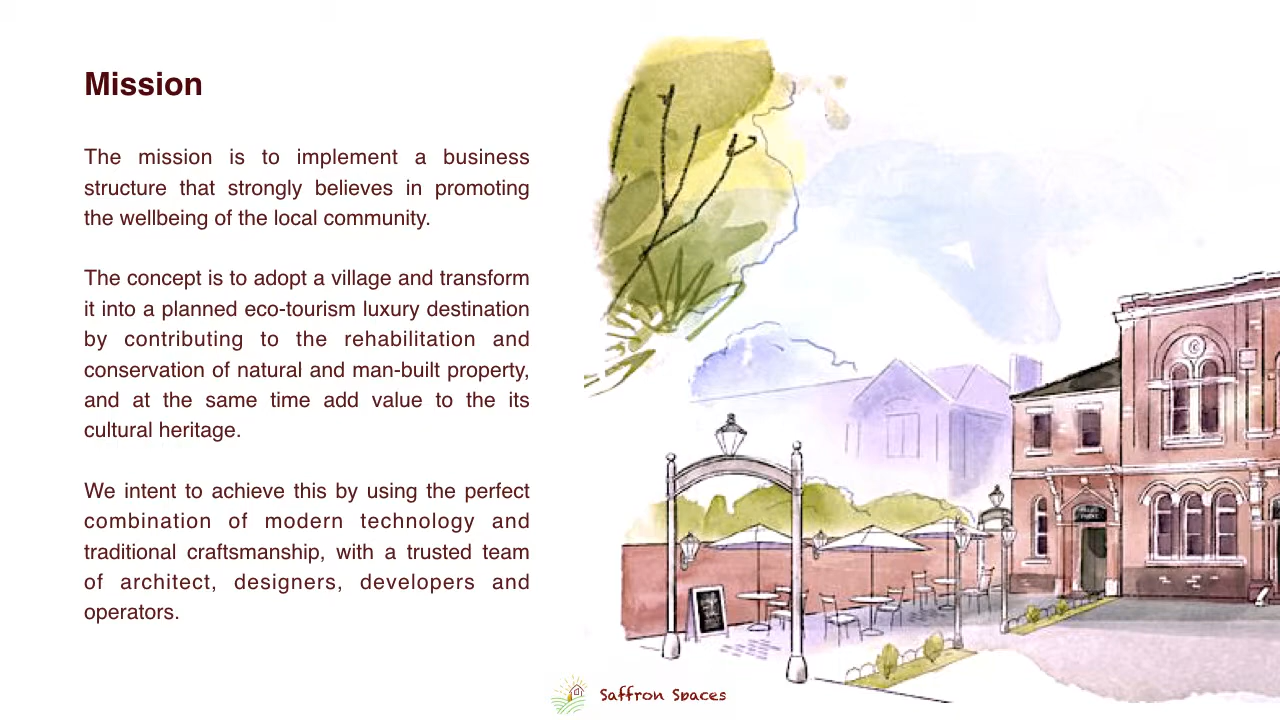 Mission
The mission is to implement a business
structure that strongly believes in promoting
the wellbeing of the local community.
The concept is to adopt a village and transform
it into a planned eco-tourism luxury destination
by contributing to the rehabilitation and
conservation of natural and man-built property,
and at the same time add value to the its
cultural heritage.
We intent to achieve this by using the perfect
combination of modern technology and
traditional craftsmanship, with a trusted team
of architect, designers, developers and
operators.
Saffron Spaces